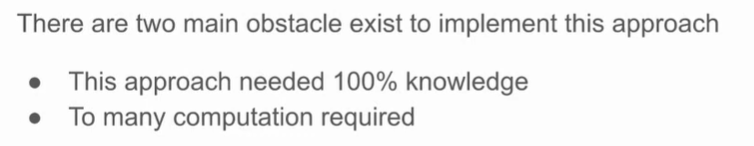 There are two main obstacle exist to implement this approach
● This approach needed 100% knowledge
● To many computation required